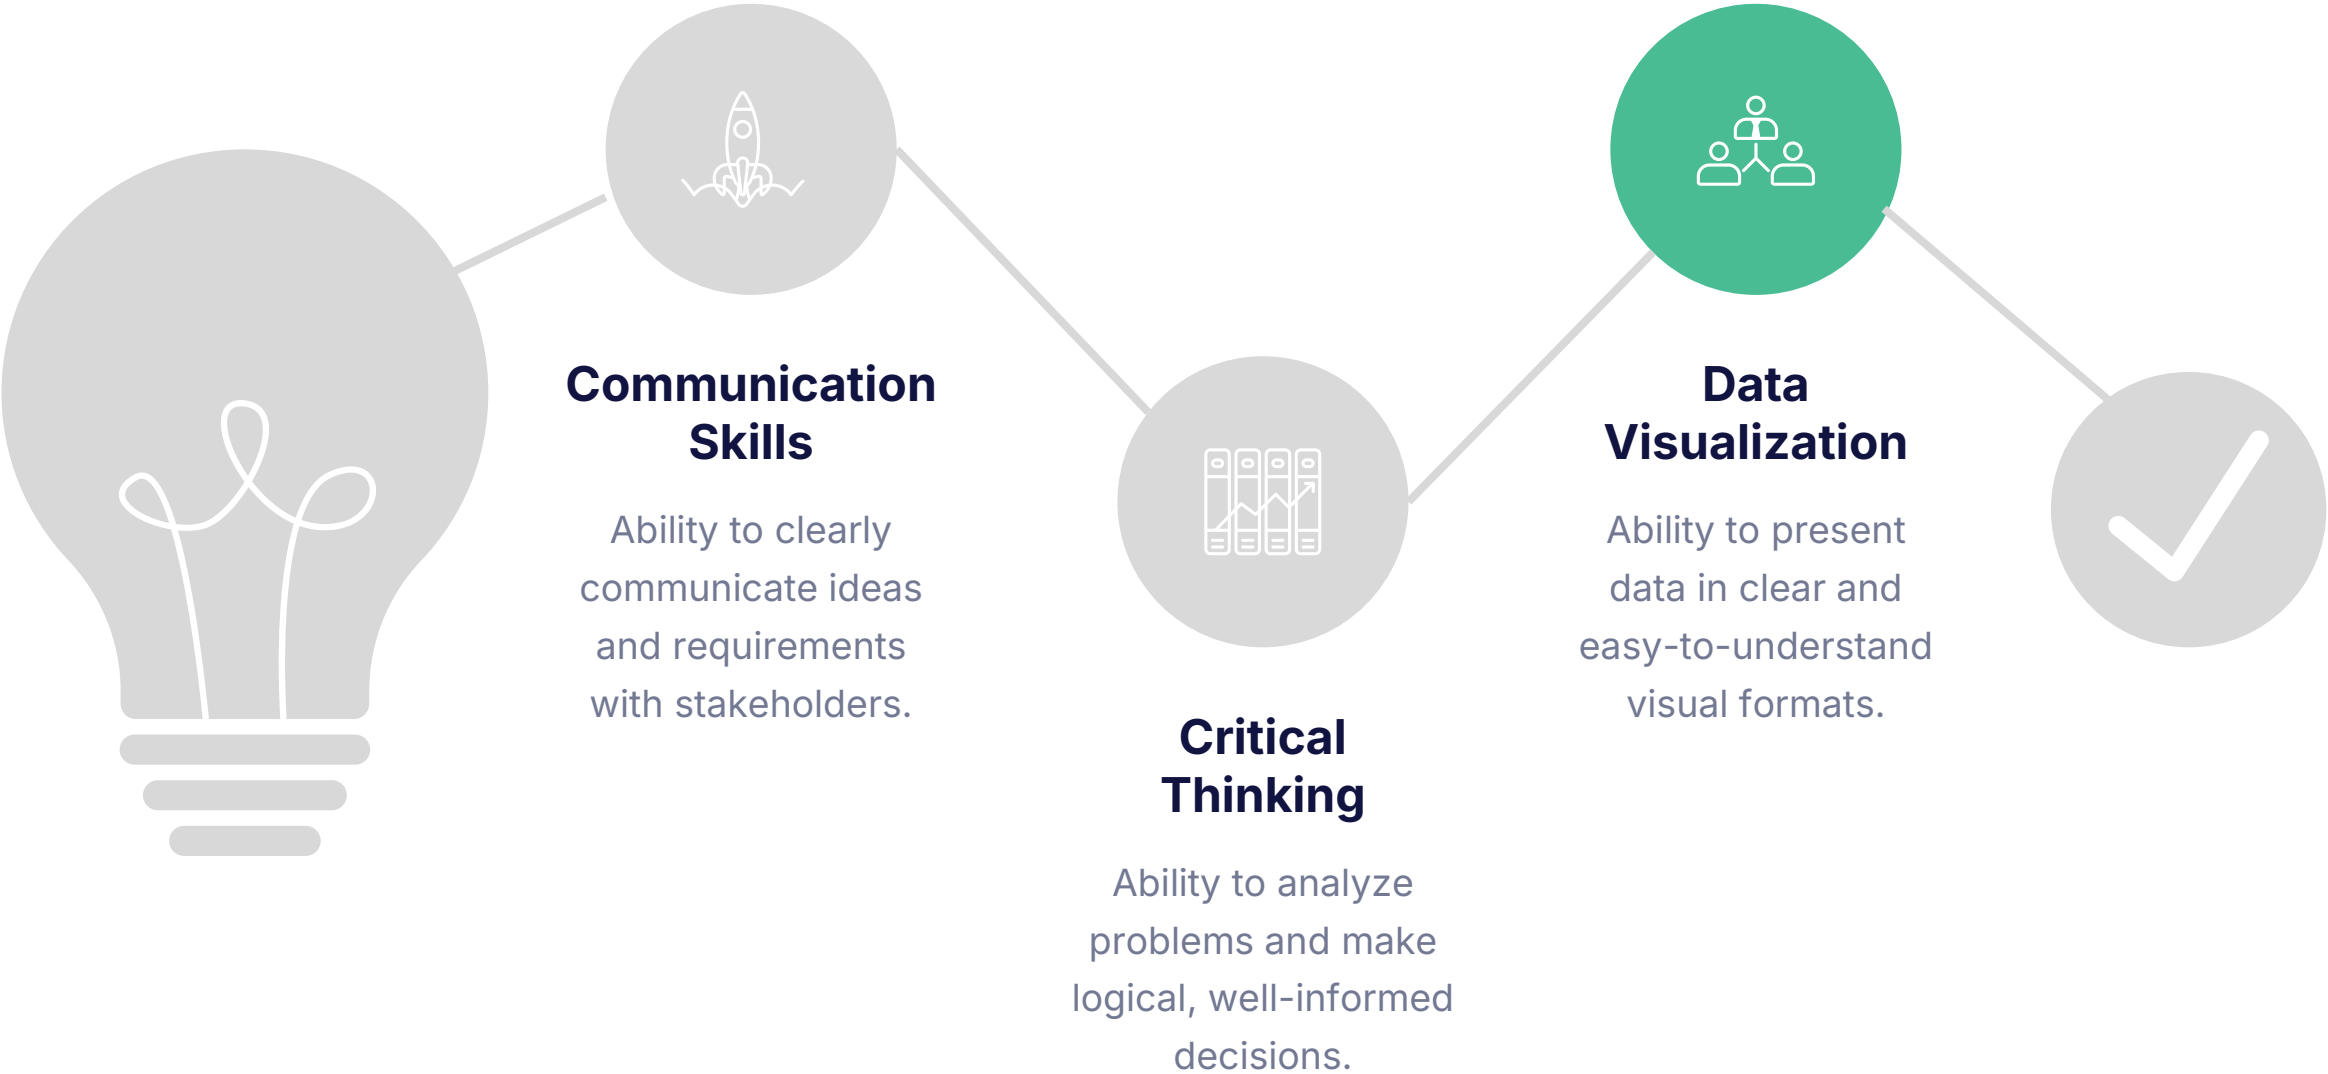 Communication
Skills
Ability to clearly
communicate ideas
and requirements
with stakeholders.
Critical
Thinking
Ability to analyze
problems and make
logical, well-informed
decisions.
Data
Visualization
Ability to present
data in clear and
easy-to-understand
visual formats.